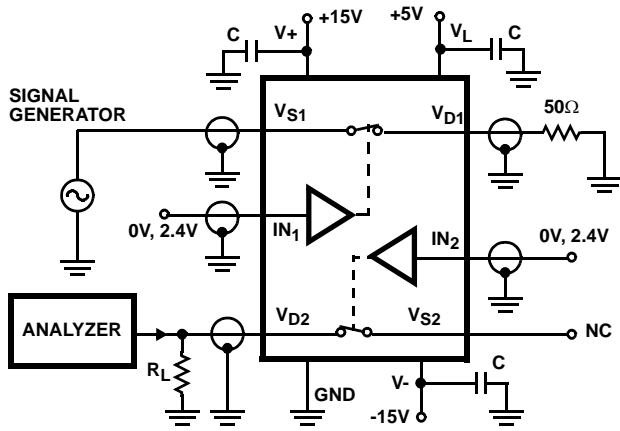 +15V
+5V
C
V+
VL
C
SIGNAL
GENERATOR
VS1
VD1
50Ω
0V, 2.4V
IN1
IN2
0V, 2.4V
ANALYZER
VD2
VS2
NC
RL
GND
V-
C
-15V